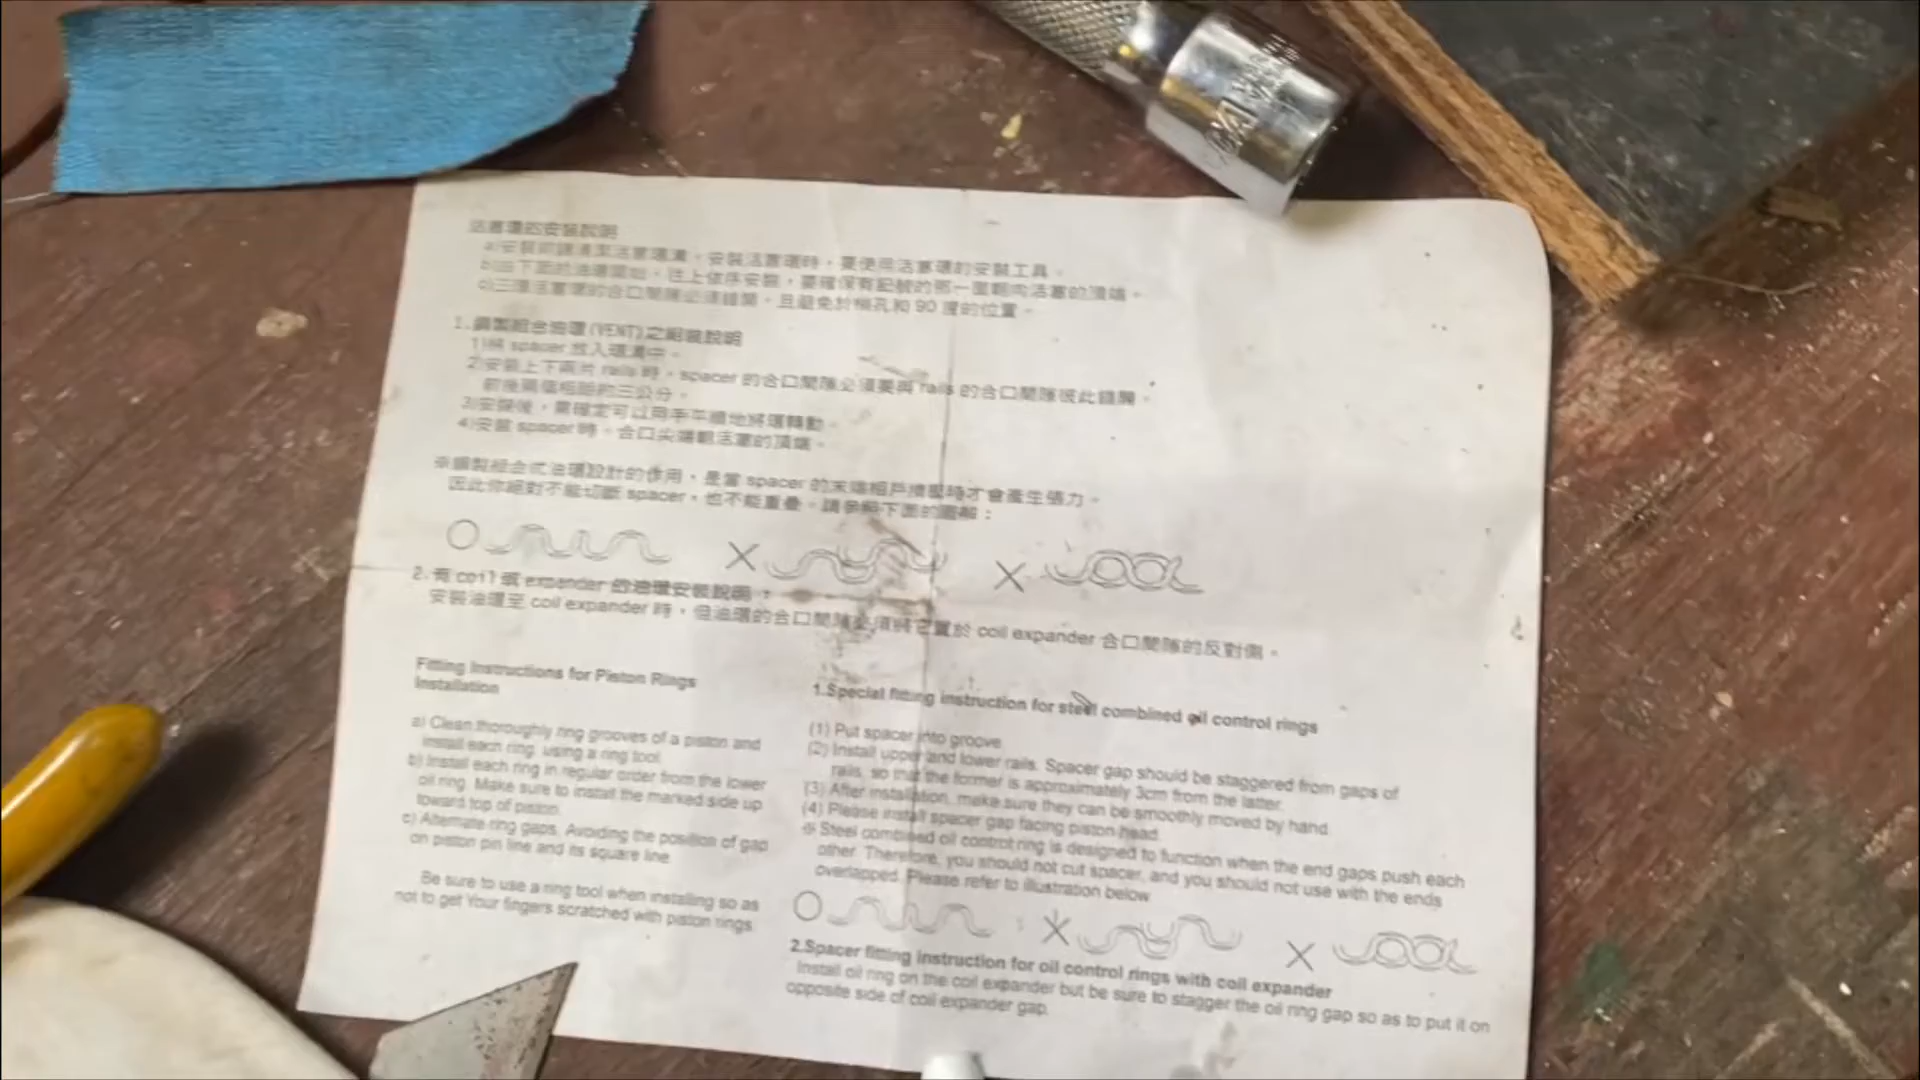 活塞環的安裝說明
a)安裝前請清潔活塞環溝，安裝活塞環時，要使用活塞環的安裝工具。
b)由下面的油環開始，往上依序安裝，要確保有記號的那一面朝向活塞的頂端。
c)三環活塞環的合口間隙必須錯開，且避免於梢孔和 90 度的位置。
1.鋼製組合油環(VENT)之組裝說明
1)將 spacer 放入環溝中。
2)安裝上下兩片 rails 時，spacer 的合口間隙必須要與 rails 的合口間隙彼此錯開，
前後兩個相距約三公分。
3)安裝後，需確定可以用手平順地將環轉動。
4)安裝 spacer 時，合口尖端朝活塞的頂端。
※鋼製組合式油環設計的作用，是當 spacer 的末端相戶擠壓時才會產生張力。
因此你絕對不能切斷 spacer，也不能重疊。請參照下面的圖解：
2.有 coil 或 expander 的油環安裝說明：
安裝油環至 coil expander 時，但油環的合口間隙必須將它置於 coil expander 合口間隙的反對側。
Fitting Instructions for Piston Rings
Installation
a) Clean thoroughly ring grooves of a piston and
install each ring, using a ring tool.
b) Install each ring in regular order from the lower
oil ring. Make sure to install the marked side up
toward top of piston.
c) Alternate ring gaps. Avoiding the position of gap
on piston pin line and its square line.
Be sure to use a ring tool when installing so as
not to get Your fingers scratched with piston rings.
1.Special fitting instruction for steel combined oil control rings
(1) Put spacer into groove.
(2) Install upper and lower rails. Spacer gap should be staggered from gaps of
rails, so that the former is approximately 3cm from the latter.
(3) After installation, make sure they can be smoothly moved by hand.
(4) Please install spacer gap facing piston head.
※ Steel combined oil control ring is designed to function when the end gaps push each
other. Therefore, you should not cut spacer, and you should not use with the ends
overlapped. Please refer to illustration below
2.Spacer fitting instruction for oil control rings with coil expander
Install oil ring on the coil expander but be sure to stagger the oil ring gap so as to put it on
opposite side of coil expander gap.